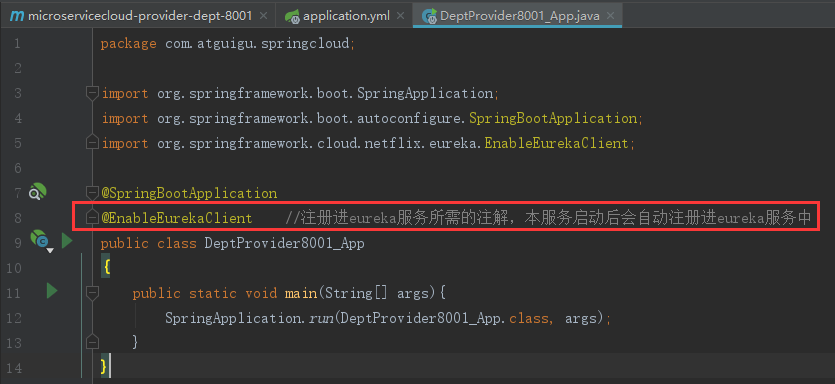 microservicecloud-provider-dept-8001 application.yml DeptProvider8001_App.java
1 package com.atguigu.springcloud;
2
3 import org.springframework.boot.SpringApplication;
4 import org.springframework.boot.autoconfigure.SpringBootApplication;
5 import org.springframework.cloud.netflix.eureka.EnableEurekaClient;
6
7 @SpringBootApplication
8 @EnableEurekaClient //注册进eureka服务所需的注解，本服务启动后会自动注册进eureka服务中
9 public class DeptProvider8001_App
10 {
11 public static void main(String[] args){
12 SpringApplication.run(DeptProvider8001_App.class, args);
13 }
14 }